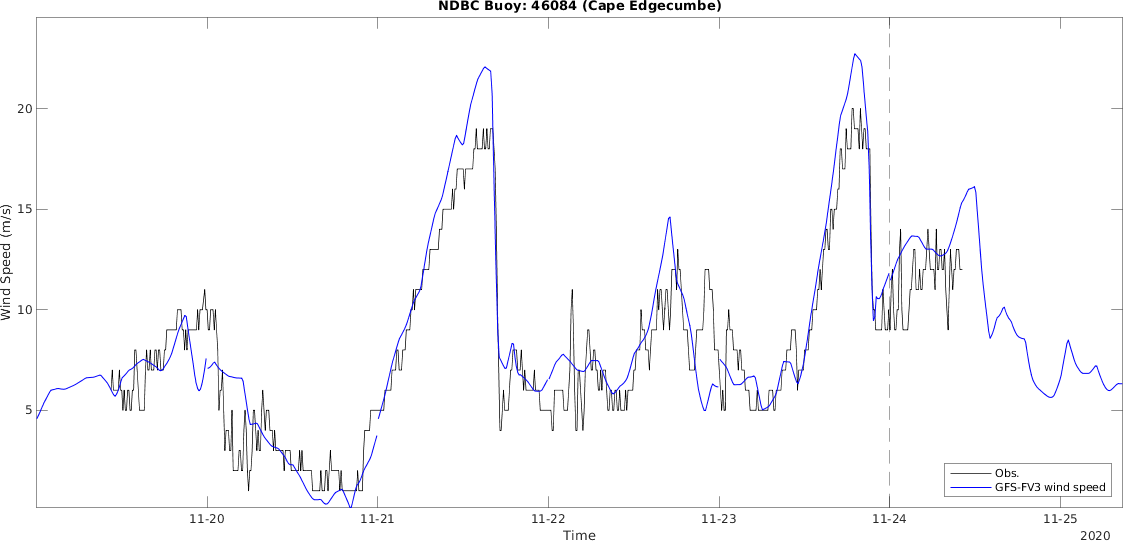 NDBC Buoy: 46084 (Cape Edgecumbe)
Wind Speed (m/s)
20
15
10
5
11-20
11-21
11-22
11-23
11-24
11-25
Time
2020
Obs.
GFS-FV3 wind speed